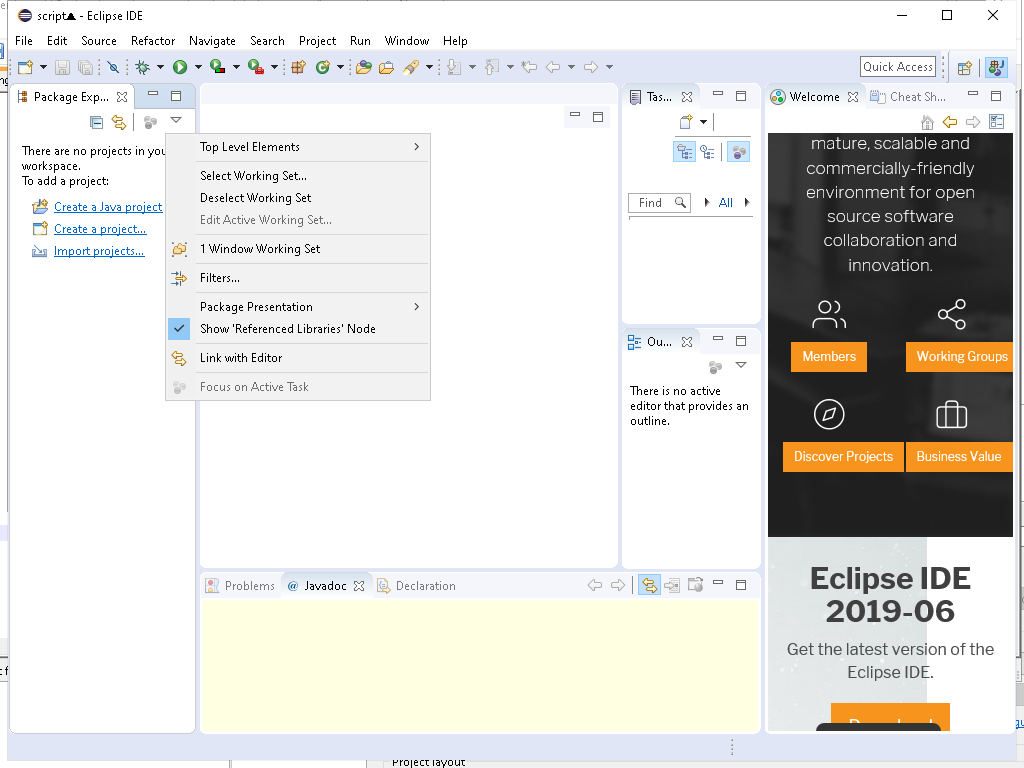 script▲ - Eclipse IDE
File Edit Source Refactor Navigate Search Project Run Window Help
Quick Access
Package Exp...
Tas...
Welcome
Cheat Sh...
There are no projects in you
workspace.
To add a project:
Create a Java project
Create a project...
Import projects...
Top Level Elements
Select Working Set...
Deselect Working Set
Edit Active Working Set...
1 Window Working Set
Filters...
Package Presentation
Show 'Referenced Libraries' Node
Link with Editor
Focus on Active Task
Find
All
Ou...
There is no active
editor that provides an
outline.
mature, scalable and
commercially-friendly
environment for open
source software
collaboration and
innovation.
Members
Working Groups
Discover Projects
Business Value
Eclipse IDE
2019-06
Get the latest version of the
Eclipse IDE.
Problems
@ Javadoc
Declaration
Project layout